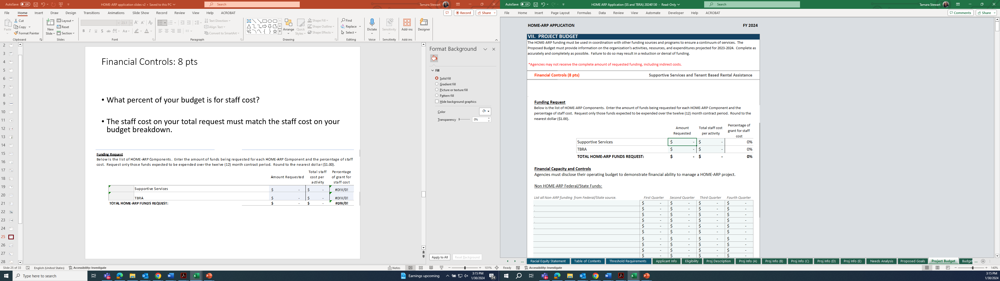 AutoSave Off HOME-ARP application slides v2 • Saved to this PC Search Tamara Stewart
File Home Insert Draw Design Transitions Animations Slide Show Record Review View Help ACROBAT Record Share
Paste Cut Copy Format Painter Clipboard
New Slide Layout Reset Section Slides
23.1 Font
Text Direction Align Text Convert to SmartArt Paragraph
Arrange Quick Styles Shape Fill Shape Outline Shape Effects Drawing
Find Replace Select Editing
Dictate Voice Sensitivity Sensitivity Add-ins Add-ins Designer
2
3
4
5
6
7
8
9
10
11
12
13
14
15
16
17
18
19
20
21
22
23
24
25
26
27
28
Financial Controls: 8 pts
• What percent of your budget is for staff cost?
• The staff cost on your total request must match the staff cost on your
budget breakdown.
Funding Request
Below is the list of HOME-ARP Components. Enter the amount of funds being requested for each HOME-ARP Component and the percentage of staff
cost. Request only those funds expected to be expended over the twelve (12) month contract period. Round to the nearest dollar ($1.00).
Amount Requested Total staff cost per activity Percentage of grant for staff cost
Supportive Services $ - $ - #DIV/0!
TBRA $ - $ - #DIV/0!
TOTAL HOME-ARP FUNDS REQUEST: $ - $ - #DIV/0!
Format Background
Fill
Solid fill
Gradient fill
Picture or texture fill
Pattern fill
Hide background graphics
Color
Transparency 0%
Apply to All Reset Background
Slide 25 of 33 English (United States) Accessibility: Investigate Notes 101%
Type here to search Earnings upcoming 3:15 PM 1/30/2024 24
AutoSave Off HOME ARP Application (SS and TBRA) 20240130 - Read-Only Search Tamara Stewart
File Home Insert Page Layout Formulas Data Review View Automate Developer Help ACROBAT Comments Share
HOME-ARP APPLICATION FY 2024
VII. PROJECT BUDGET
The HOME-ARP funding must be used in coordination with other funding sources and programs to ensure a continuum of services. The
Proposed Budget must provide information on the organization's activities, resources, and expenditures projected for 2023-2024. Complete as
accurately and completely as possible. Failure to do so may result in a reduction or denial of funding.
*Agencies may not receive the complete amount of requested funding, including indirect costs.
Financial Controls (8 pts) Supportive Services and Tenant Based Rental Assistance
Funding Request
Below is the list of HOME-ARP Components. Enter the amount of funds being requested for each HOME-ARP Component and the
percentage of staff cost. Request only those funds expected to be expended over the twelve (12) month contract period. Round to the
nearest dollar ($1.00).
Amount Requested Total staff cost per activity Percentage of grant for staff cost
Supportive Services $ - $ - 0%
TBRA $ - $ - 0%
TOTAL HOME-ARP FUNDS REQUEST: $ - $ - 0%
Financial Capacity and Controls
Agencies must disclose their operating budget to demonstrate financial ability to manage a HOME-ARP project.
Non HOME-ARP Federal/State Funds:
List all Non-ARP funding from Federal/State source. First Quarter Second Quarter Third Quarter Fourth Quarter
$ - $ - $ - $ -
$ - $ - $ - $ -
$ - $ - $ - $ -
$ - $ - $ - $ -
$ - $ - $ - $ -
$ - $ - $ - $ -
$ - $ - $ - $ -
$ - $ - $ - $ -
$ - $ - $ - $ -
$ - $ - $ - $ -
... Racial Equity Statement Table of Contents Threshold Requirements Applicant Info Eligibility Proj Description Proj Info (A) Proj Info (B) Proj Info (C) Proj Info (D) Proj Info (E) Needs Analysis Proposed Goals Project Budget Budget ...
Ready Accessibility: Investigate 140%
3:15 PM 1/30/2024